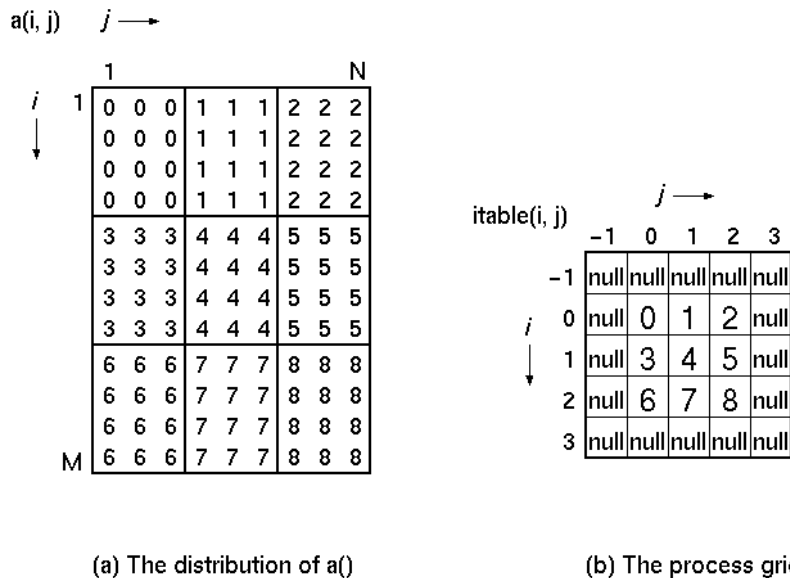 a(i, j) j
1 N
i 1 0 0 0 1 1 1 2 2 2
0 0 0 1 1 1 2 2 2
0 0 0 1 1 1 2 2 2
0 0 0 1 1 1 2 2 2
3 3 3 4 4 4 5 5 5
3 3 3 4 4 4 5 5 5
3 3 3 4 4 4 5 5 5
3 3 3 4 4 4 5 5 5
6 6 6 7 7 7 8 8 8
6 6 6 7 7 7 8 8 8
6 6 6 7 7 7 8 8 8
M 6 6 6 7 7 7 8 8 8
(a) The distribution of a()
j
itable(i, j)
-1 0 1 2 3
-1 null null null null null
i 0 null 0 1 2 null
1 null 3 4 5 null
2 null 6 7 8 null
3 null null null null null
(b) The process